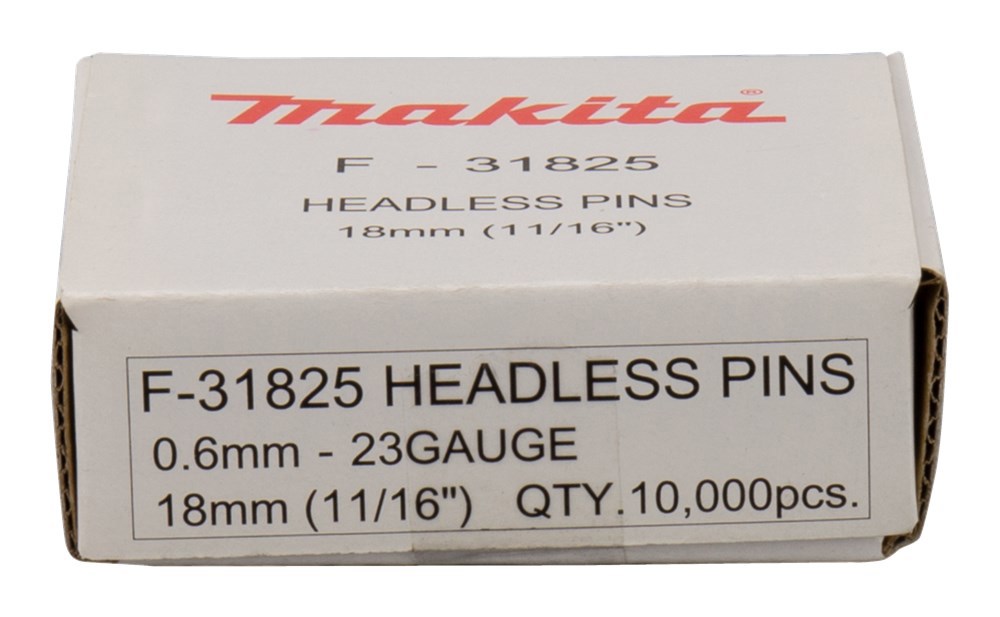 makita®
F - 31825
HEADLESS PINS
18mm (11/16")
F-31825 HEADLESS PINS
0.6mm - 23GAUGE
18mm (11/16") QTY.10,000pcs.